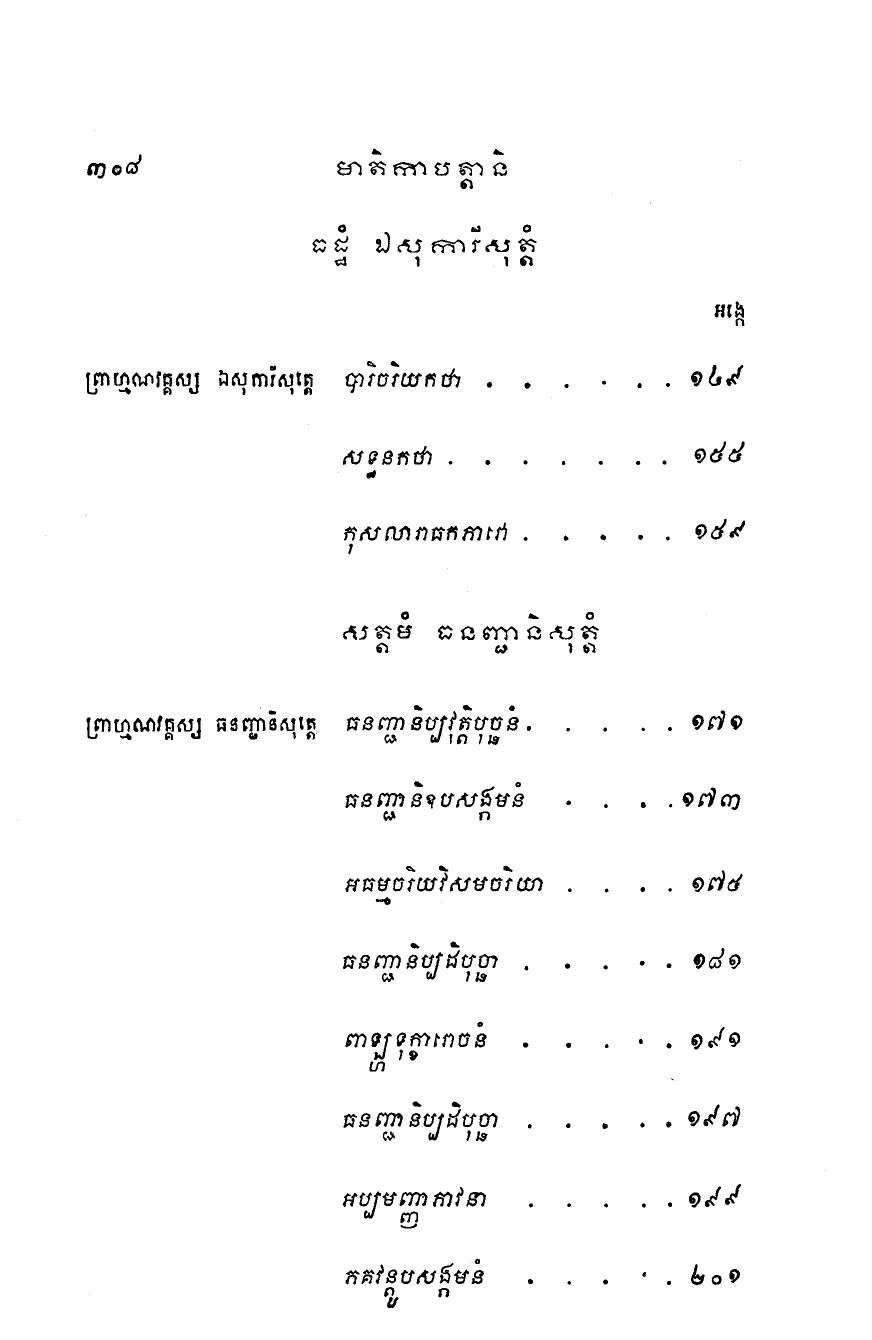 ៣០៨ មាតិកាបត្តានិ
ឆដ្ឋំ ឯសុការីសុត្តំ
អង្កេ
ព្រាហ្មណវគ្គស្ស ឯសុការីសុត្តេ បារិចរិយកថា . . . . . . ១៤៩
សទ្ធនកថា . . . . . . . ១៥៥
កុសលារាធកភាវោ . . . . . ១៥៩
សត្តមំ ធនញ្ជានិសុត្តំ
ព្រាហ្មណវគ្គស្ស ធនញ្ជានិសុត្តេ ធនញ្ជានិប្បវុត្តិបុច្ឆនំ . . . . . ១៧១
ធនញ្ជានិឧបសង្កមនំ . . . . ១៧៣
អធម្មចរិយវិសមចរិយា . . . . ១៧៥
ធនញ្ជានិប្បដិបុច្ឆា . . . . . ១៨១
ពាឡ្ហទុក្ខារោចនំ . . . . . ១៩១
ធនញ្ជានិប្បដិបុច្ឆា . . . . . ១៩៧
អប្បមញ្ញាភាវនា . . . . . ១៩៩
ភគវន្តូបសង្កមនំ . . . . . ២០១